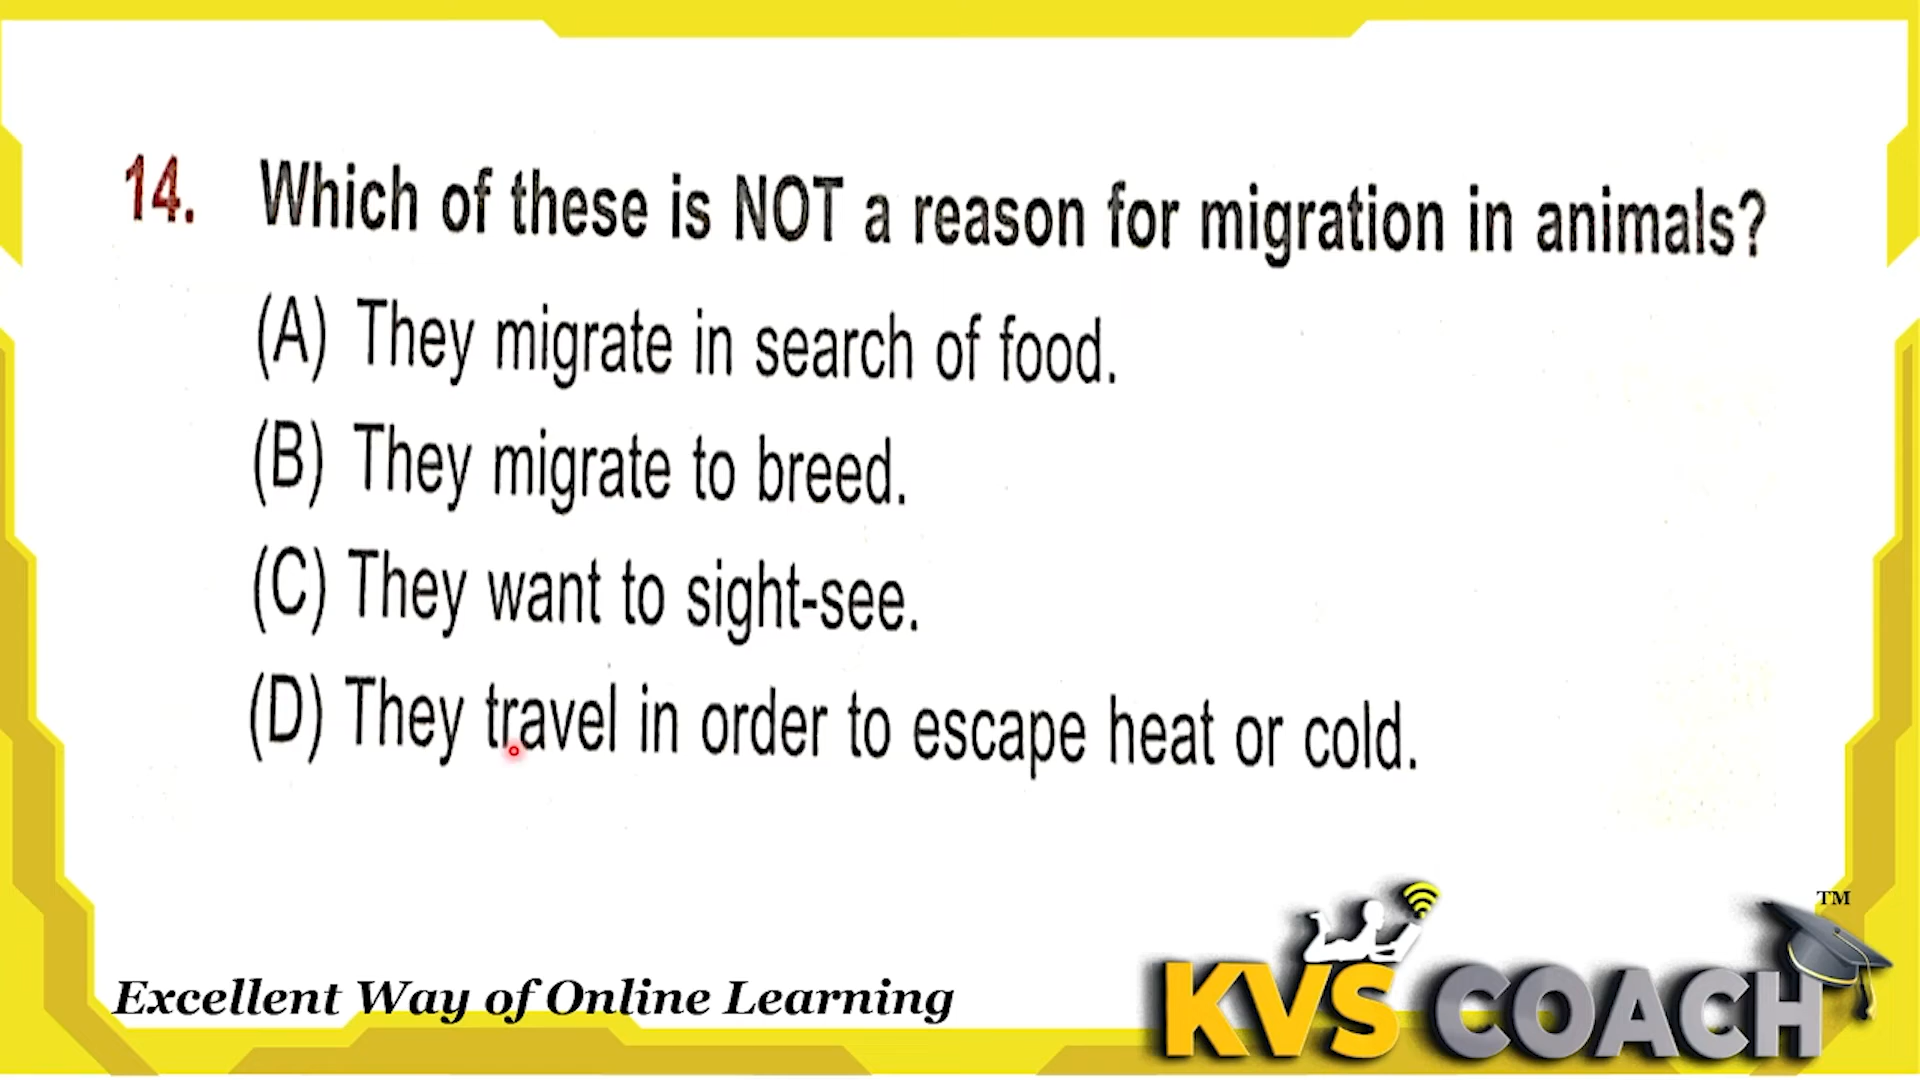 14. Which of these is NOT a reason for migration in animals?
(A) They migrate in search of food.
(B) They migrate to breed.
(C) They want to sight-see.
(D) They travel in order to escape heat or cold.
Excellent Way of Online Learning
KVS COACH TM